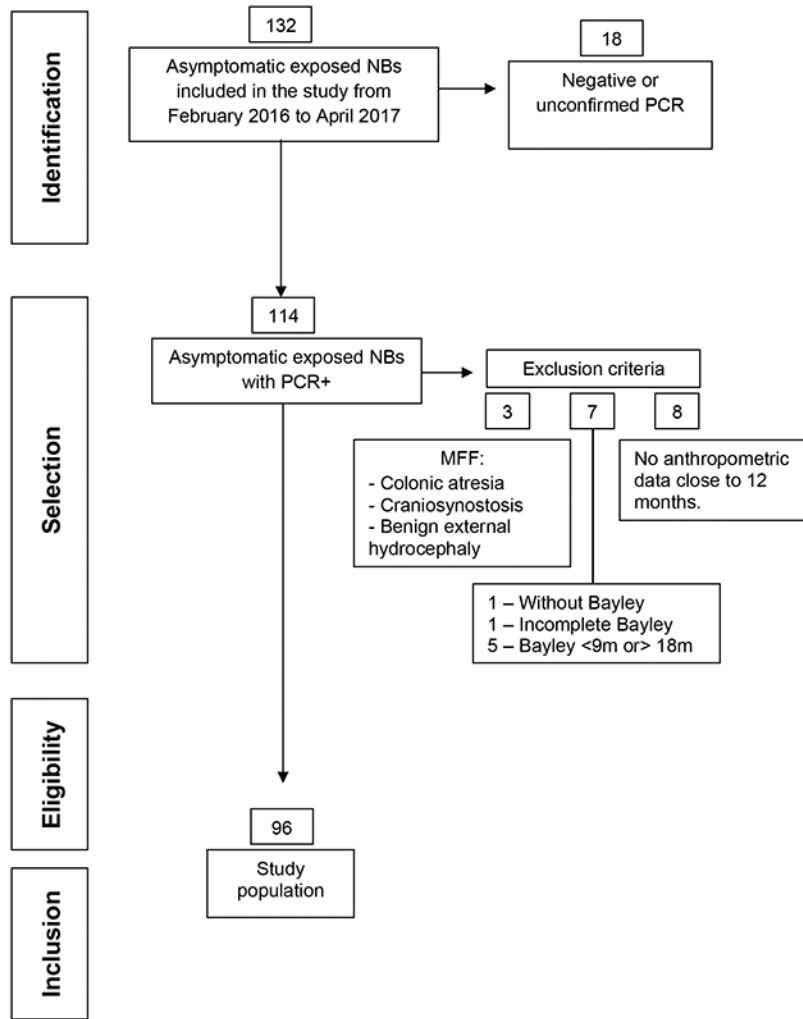 Identification
132
Asymptomatic exposed NBs
included in the study from
February 2016 to April 2017
18
Negative or
unconfirmed PCR
Selection
114
Asymptomatic exposed NBs
with PCR+
Exclusion criteria
3
7
8
MFF:
- Colonic atresia
- Craniosynostosis
- Benign external
hydrocephaly
No anthropometric
data close to 12
months.
1 – Without Bayley
1 – Incomplete Bayley
5 – Bayley <9m or> 18m
Eligibility
96
Study
population
Inclusion